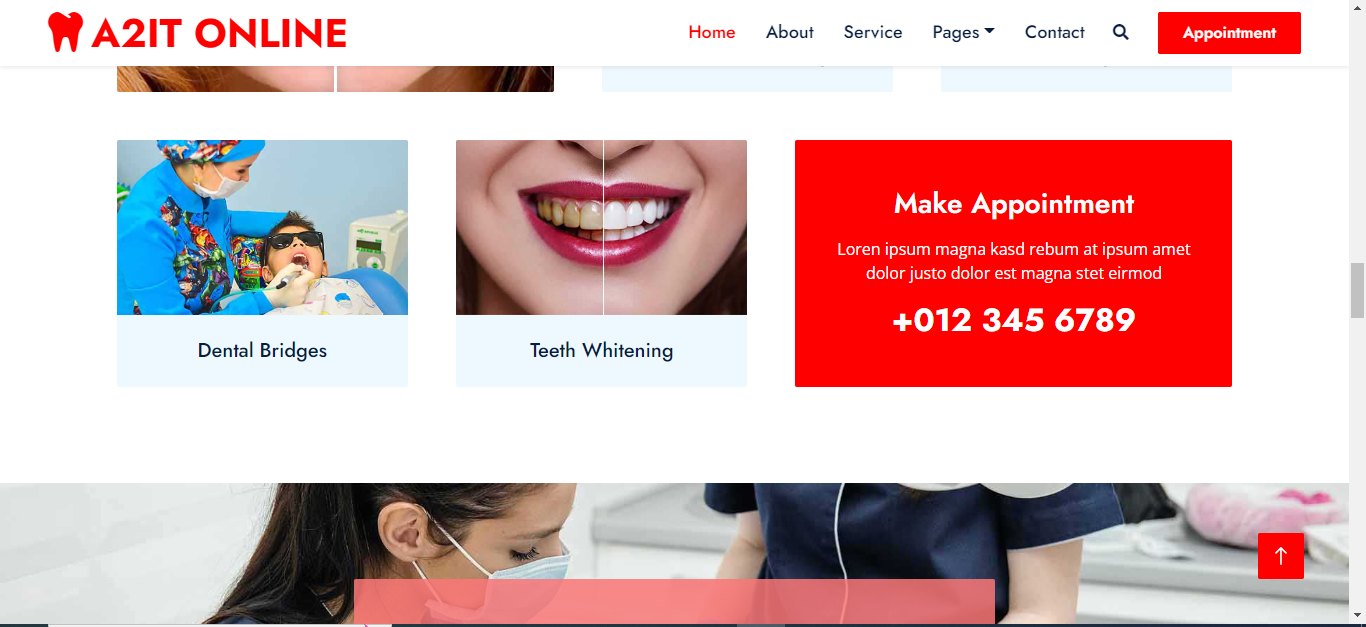 A2IT ONLINE
Home About Service Pages Contact
Appointment
Dental Bridges
Teeth Whitening
Make Appointment
Loren ipsum magna kasd rebum at ipsum amet
dolor justo dolor est magna stet eirmod
+012 345 6789